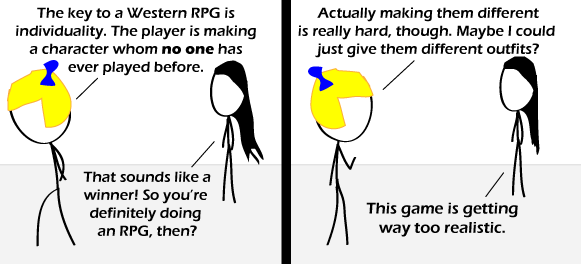 The key to a Western RPG is
individuality. The player is making
a character whom no one has
ever played before.
That sounds like a
winner! So you're
definitely doing
an RPG, then?
Actually making them different
is really hard, though. Maybe I could
just give them different outfits?
This game is getting
way too realistic.